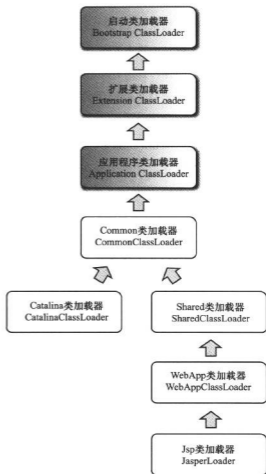 启动类加载器
Bootstrap ClassLoader
扩展类加载器
Extension ClassLoader
应用程序类加载器
Application ClassLoader
Common类加载器
CommonClassLoader
Catalina类加载器
CatalinaClassLoader
Shared类加载器
SharedClassLoader
WebApp类加载器
WebAppClassLoader
Jsp类加载器
JasperLoader